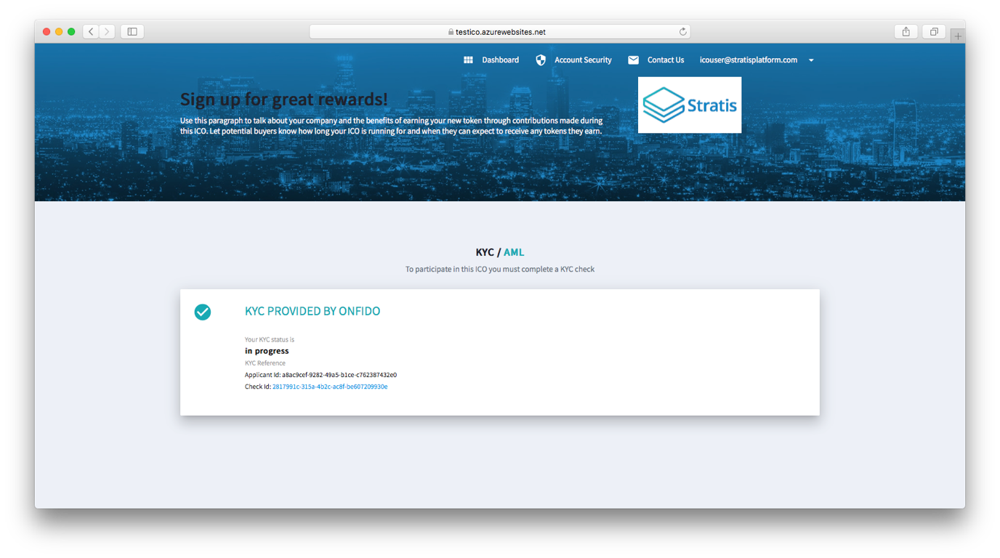 testico.azurewebsites.net
Dashboard
Account Security
Contact Us
icouser@stratisplatform.com
Sign up for great rewards!
Use this paragraph to talk about your company and the benefits of earning your new token through contributions made during
this ICO. Let potential buyers know how long your ICO is running for and when they can expect to receive any tokens they earn.
Stratis
KYC / AML
To participate in this ICO you must complete a KYC check
KYC PROVIDED BY ONFIDO
Your KYC status is
in progress
KYC Reference
Applicant Id: a8ac9cef-9282-49a5-b1ce-c762387432e0
Check Id: 2817991c-315a-4b2c-ac8f-be607209930e